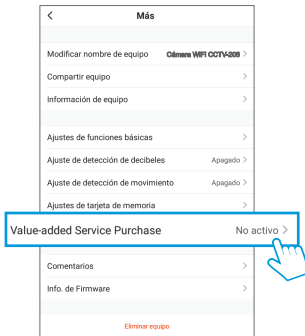 Más
Modificar nombre de equipo Cámara WiFi CCTV-208
Compartir equipo
Información de equipo
Ajustes de funciones básicas
Ajuste de detección de decibeles Apagado
Ajuste de detección de movimiento Apagado
Ajustes de tarjeta de memoria
Value-added Service Purchase No activo
Comentarios
Info. de Firmware
Eliminar equipo